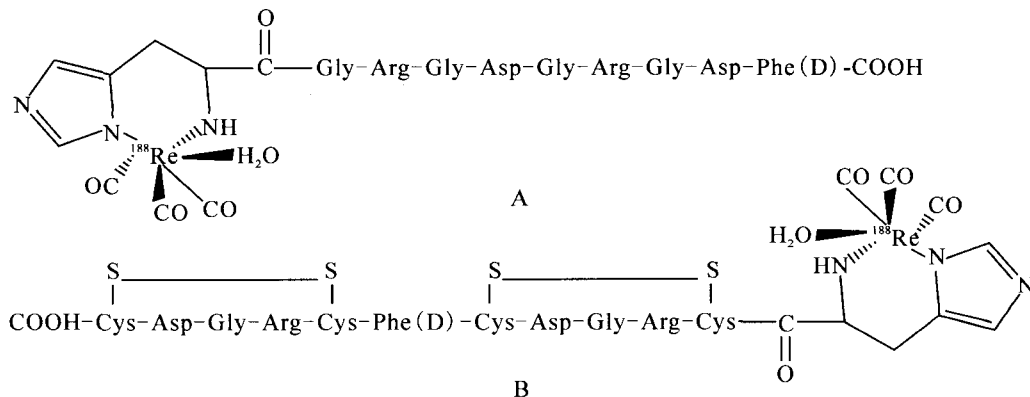 O
C Gly-Arg-Gly-Asp-Gly-Arg-Gly-Asp-Phe(D)-COOH
N
N NH
¹⁸⁸Re H₂O
OC
CO CO
A
CO CO
CO
H₂O ¹⁸⁸Re
HN N
N
S S S S
COOH-Cys-Asp-Gly-Arg-Cys-Phe(D)-Cys-Asp-Gly-Arg-Cys C
O
B